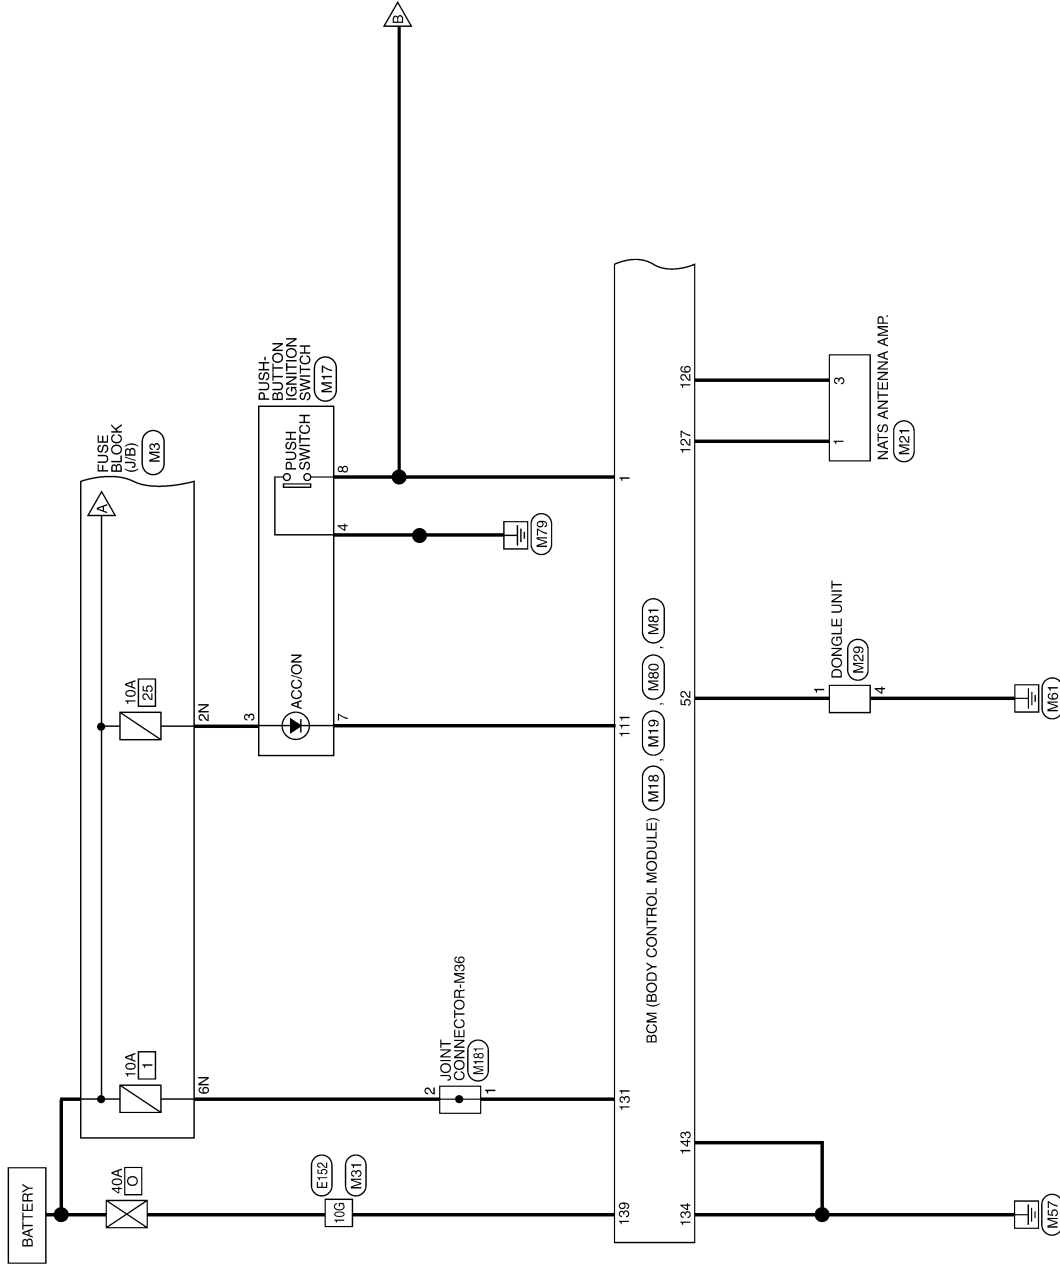 BATTERY
40A
O
10A
1
6N
10A
25
2N
A
FUSE
BLOCK
(J/B)
M3
E152
10G
M31
2
JOINT
CONNECTOR-M36
M181
1
3
ACC/ON
7
4
PUSH
SWITCH
8
PUSH-
BUTTON
IGNITION
SWITCH
M17
M79
B
139
131
111
1
BCM (BODY CONTROL MODULE) M18 , M19 , M80 , M81
134
143
52
127
126
M57
1
DONGLE UNIT
M29
4
M61
1
3
NATS ANTENNA AMP.
M21